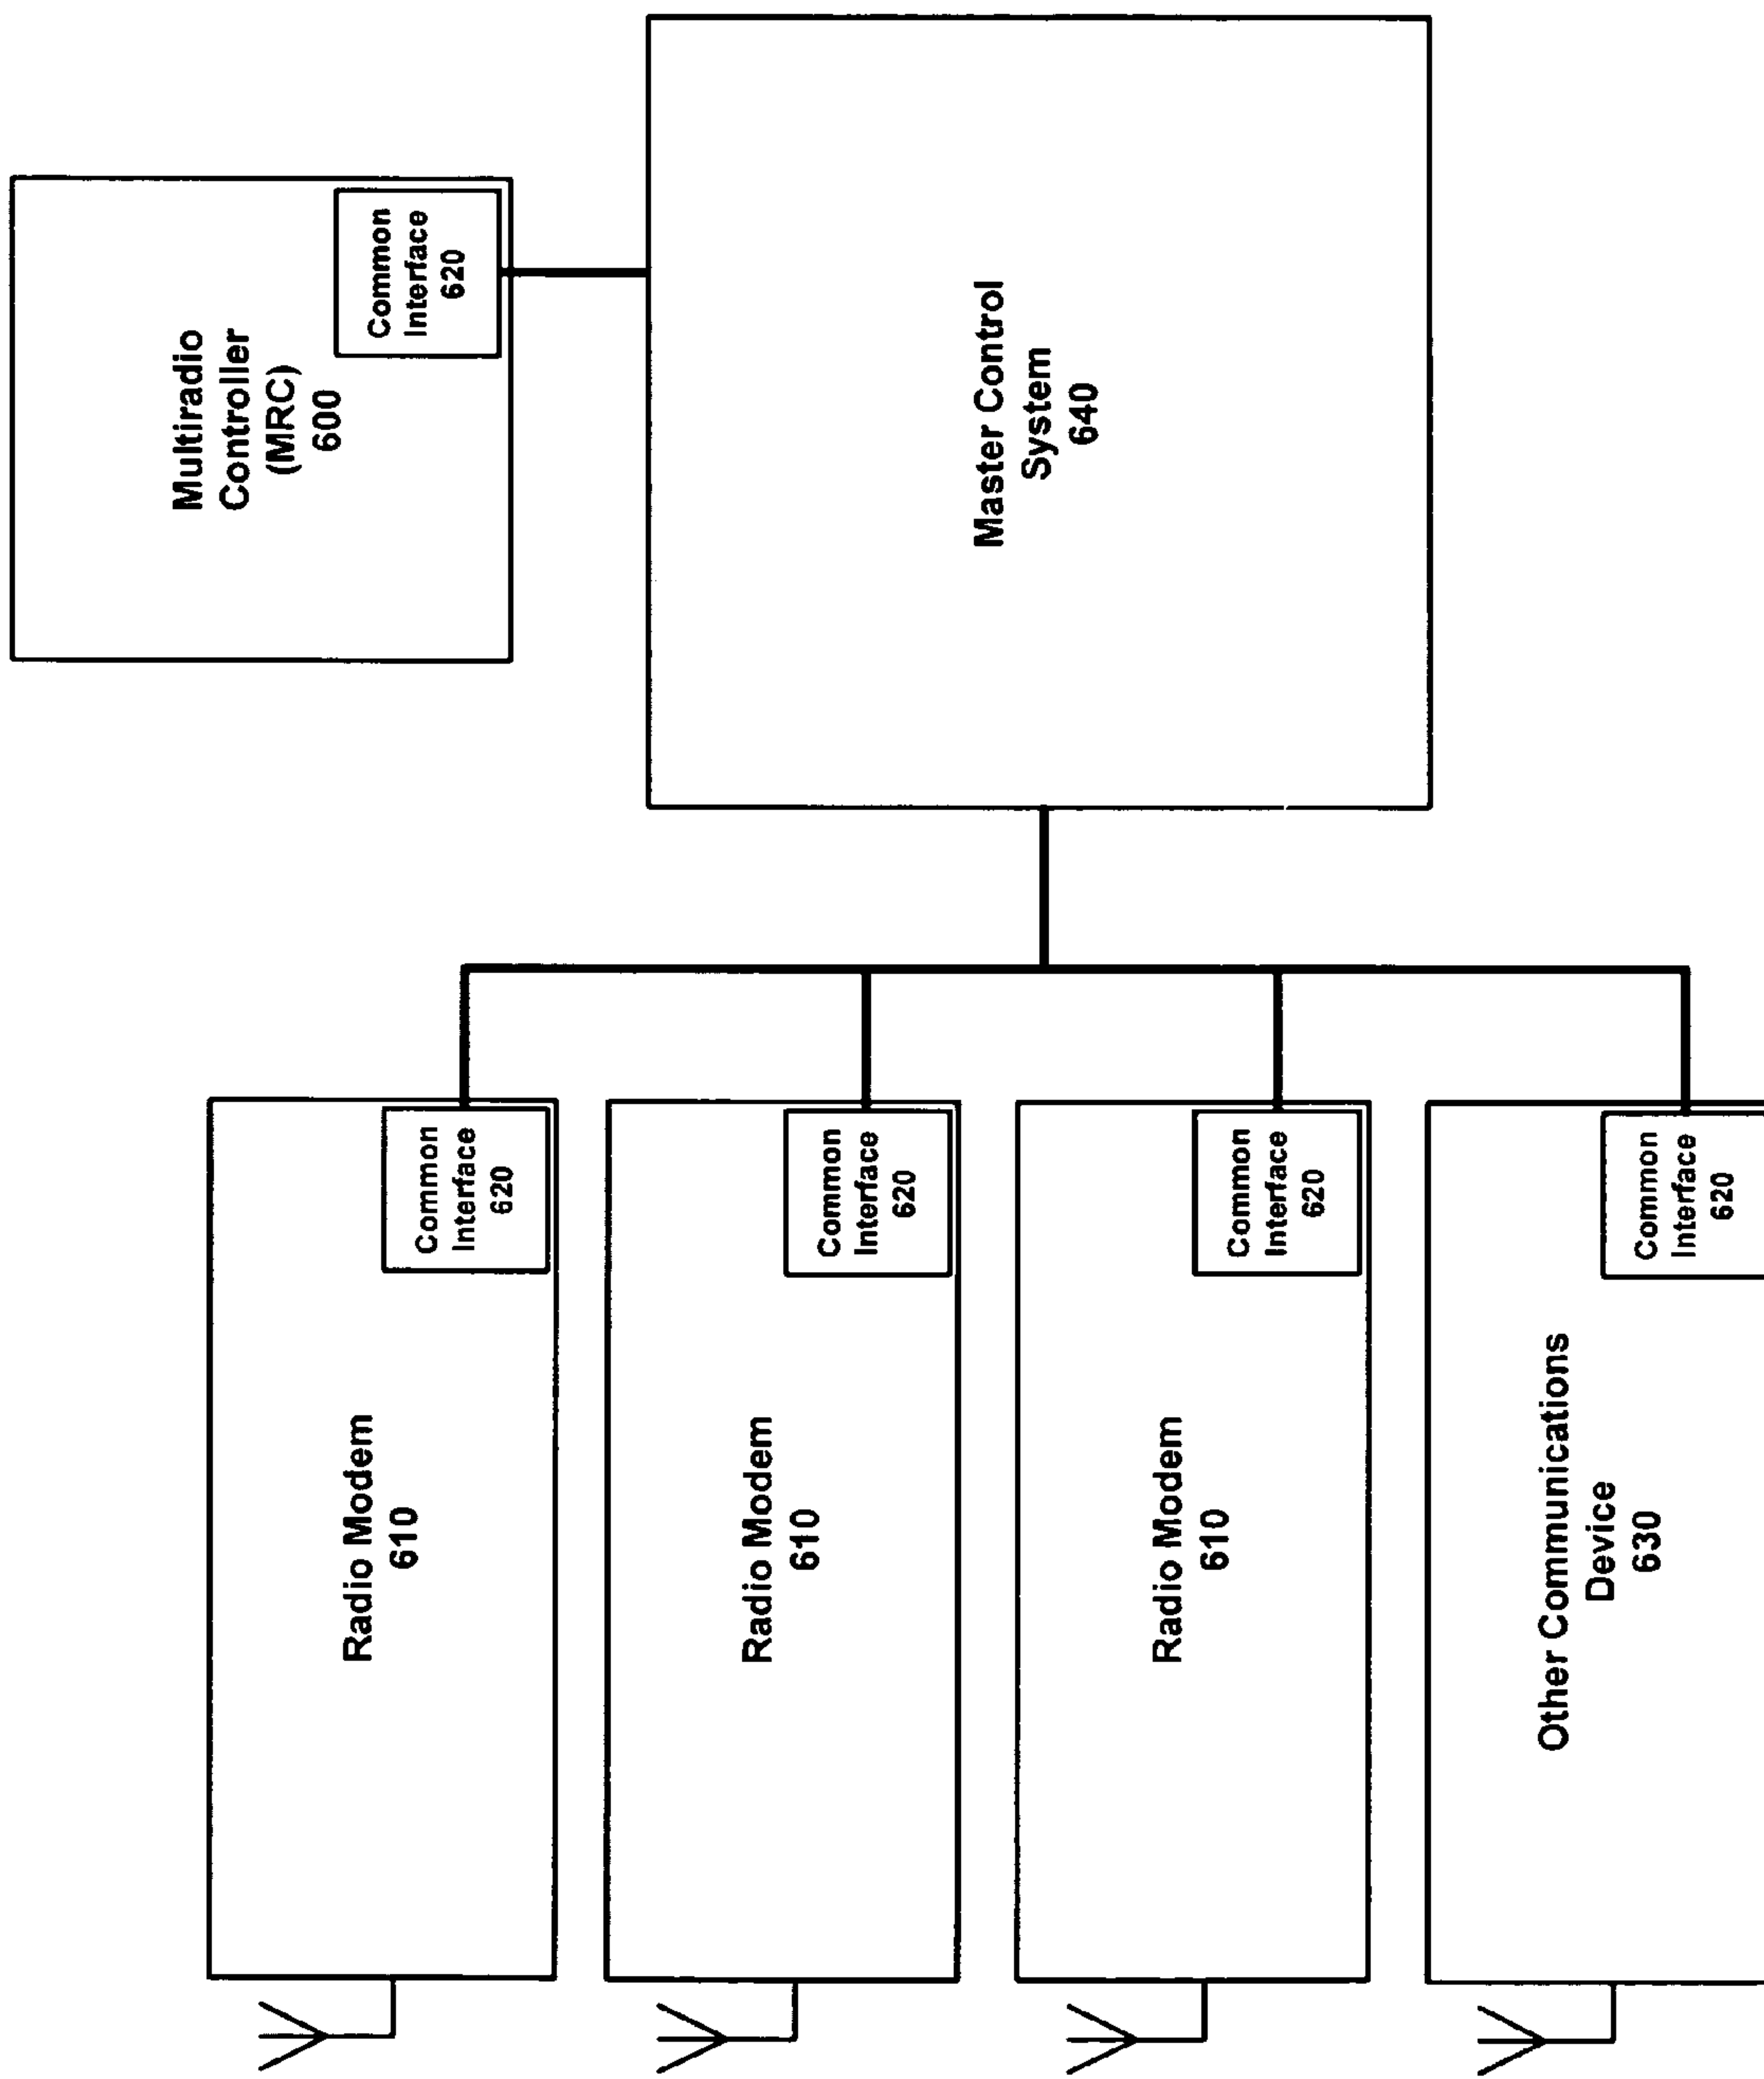 Multiradio
Controller
(MRC)
600
Common
Interface
620
Master Control
System
640
Radio Modem
610
Common
Interface
620
Radio Modem
610
Common
Interface
620
Radio Modem
610
Common
Interface
620
Other Communications
Device
630
Common
Interface
620